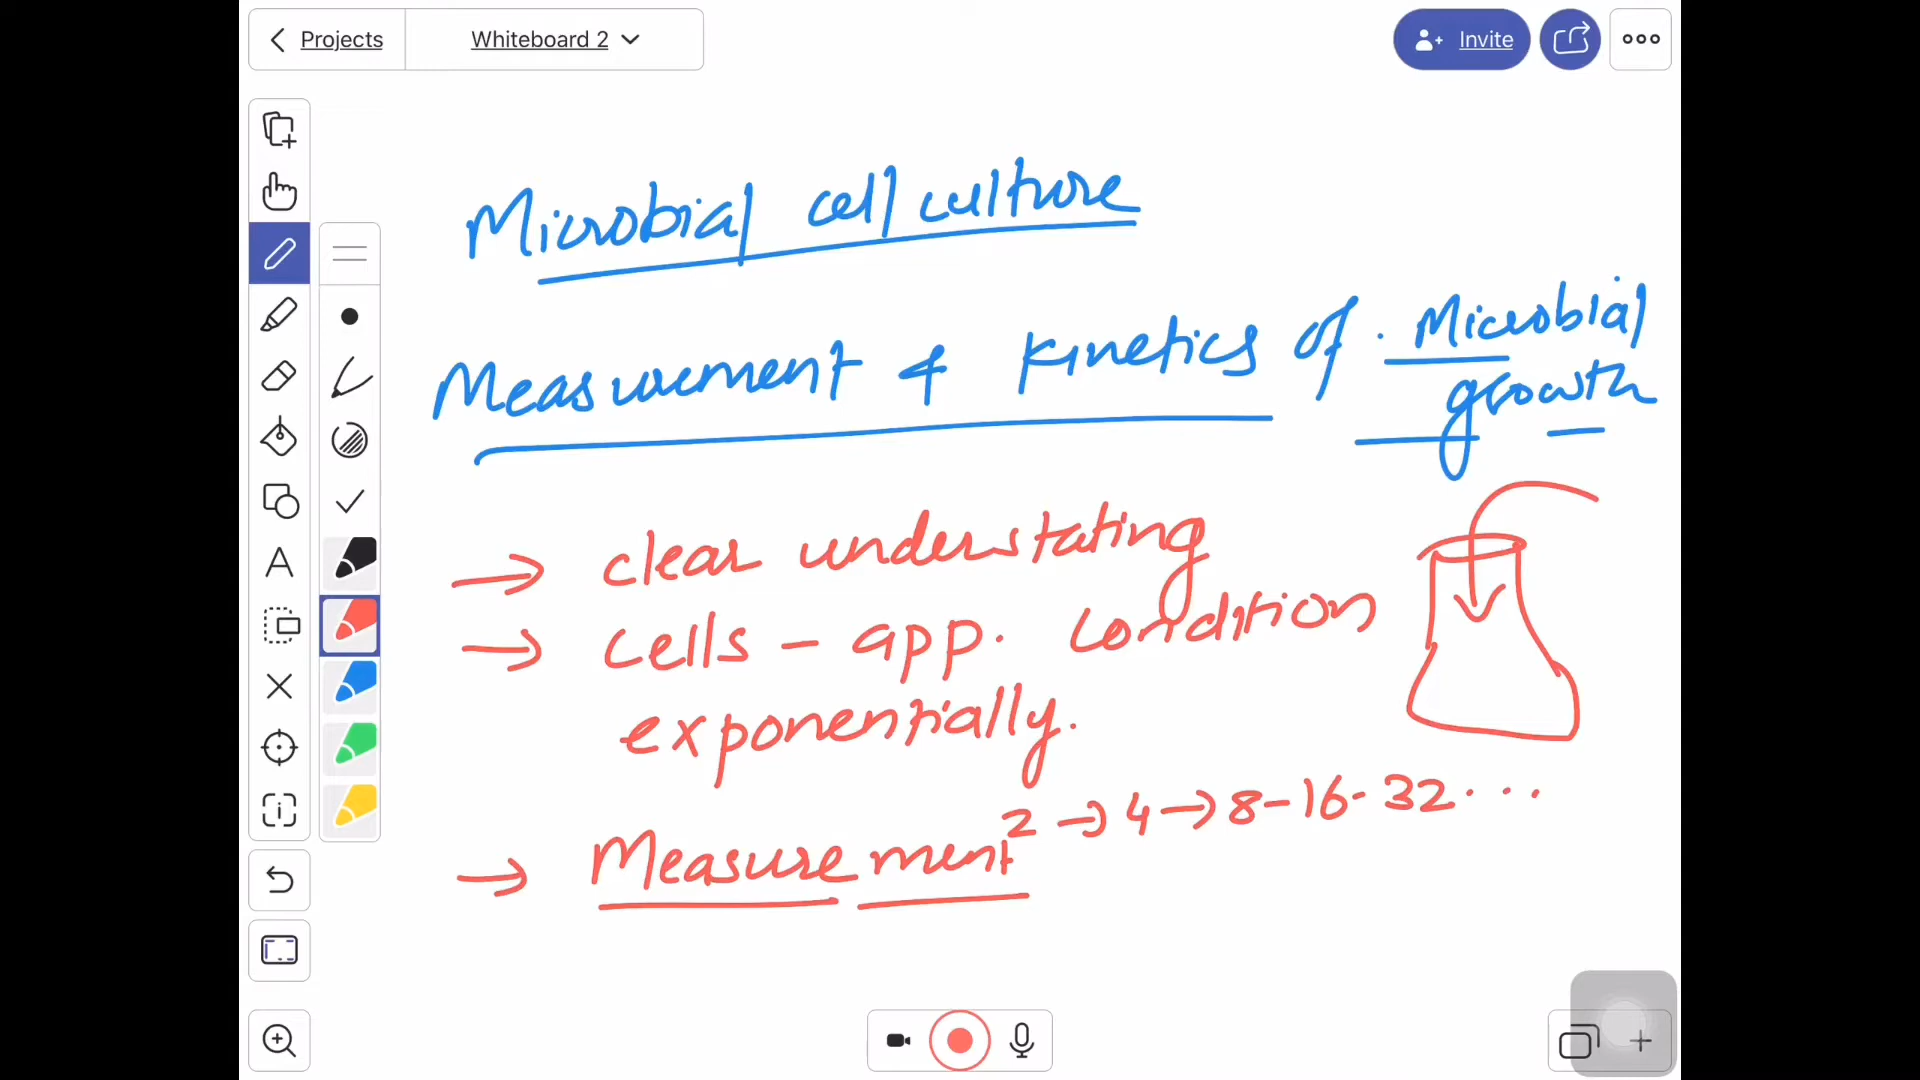 Projects
Whiteboard 2
Invite
Microbial cell culture
Measurement & Kinetics of . Microbial
growth
→ clear understating
→ cells - app. condition
exponentially.
2 → 4 → 8 - 16 - 32 . . .
→ Measurement